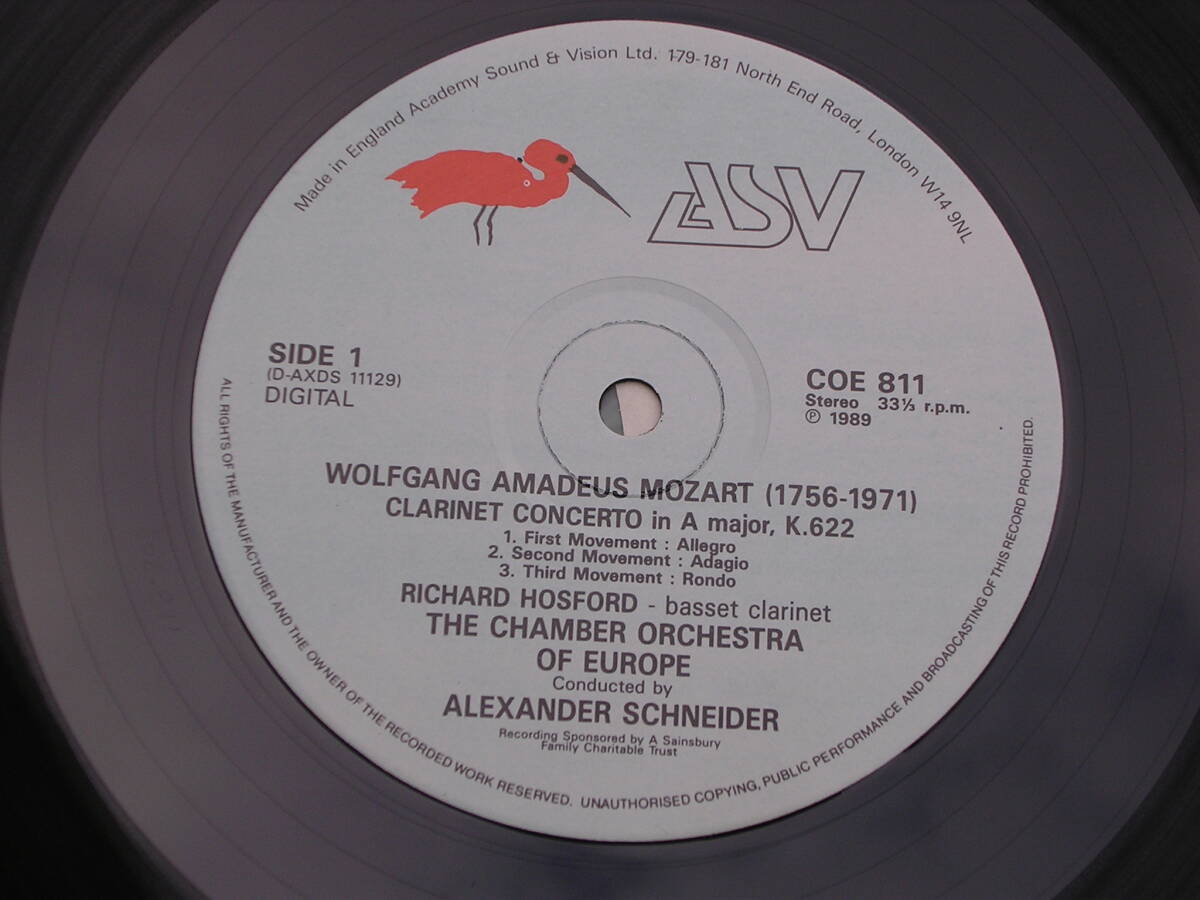 Made in England Academy Sound & Vision Ltd. 179-181 North End Road, London W14 9NL
ASV
SIDE 1
(D-AXDS 11129)
DIGITAL
COE 811
Stereo 33⅓ r.p.m.
℗ 1989
WOLFGANG AMADEUS MOZART (1756-1971)
CLARINET CONCERTO in A major, K.622
1. First Movement : Allegro
2. Second Movement : Adagio
3. Third Movement : Rondo
RICHARD HOSFORD - basset clarinet
THE CHAMBER ORCHESTRA
OF EUROPE
Conducted by
ALEXANDER SCHNEIDER
Recording Sponsored by A Sainsbury
Family Charitable Trust
ALL RIGHTS OF THE MANUFACTURER AND THE OWNER OF THE RECORDED WORK RESERVED. UNAUTHORISED COPYING, PUBLIC PERFORMANCE AND BROADCASTING OF THIS RECORD PROHIBITED.